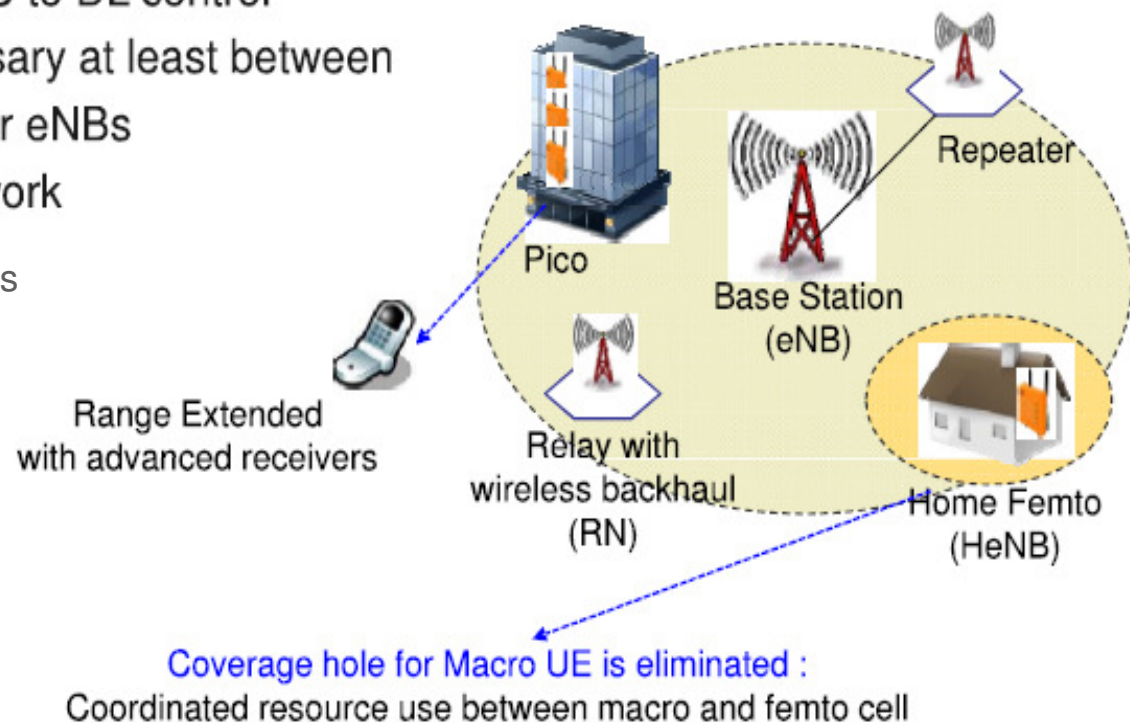 sary at least between
r eNBs
work
s
Repeater
Pico
Base Station
(eNB)
Range Extended
with advanced receivers
Relay with
wireless backhaul
(RN)
Home Femto
(HeNB)
Coverage hole for Macro UE is eliminated :
Coordinated resource use between macro and femto cell